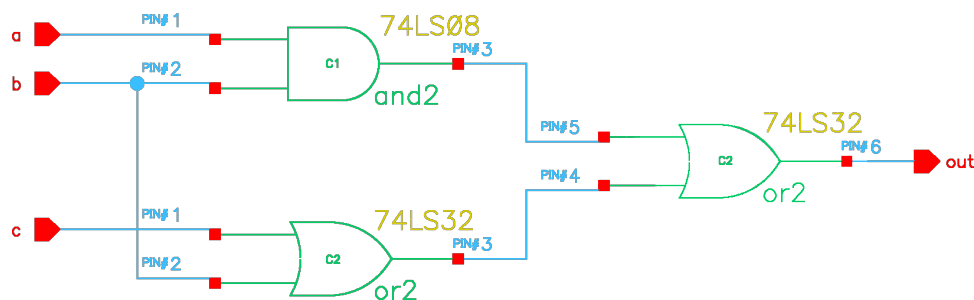 PIN#1
74LSØ8
a
C1
PIN#3
b
PIN#2
and2
74LS32
PIN#5
PIN#6
C2
out
PIN#4
or2
PIN#1
74LS32
c
PIN#3
PIN#2
C2
or2